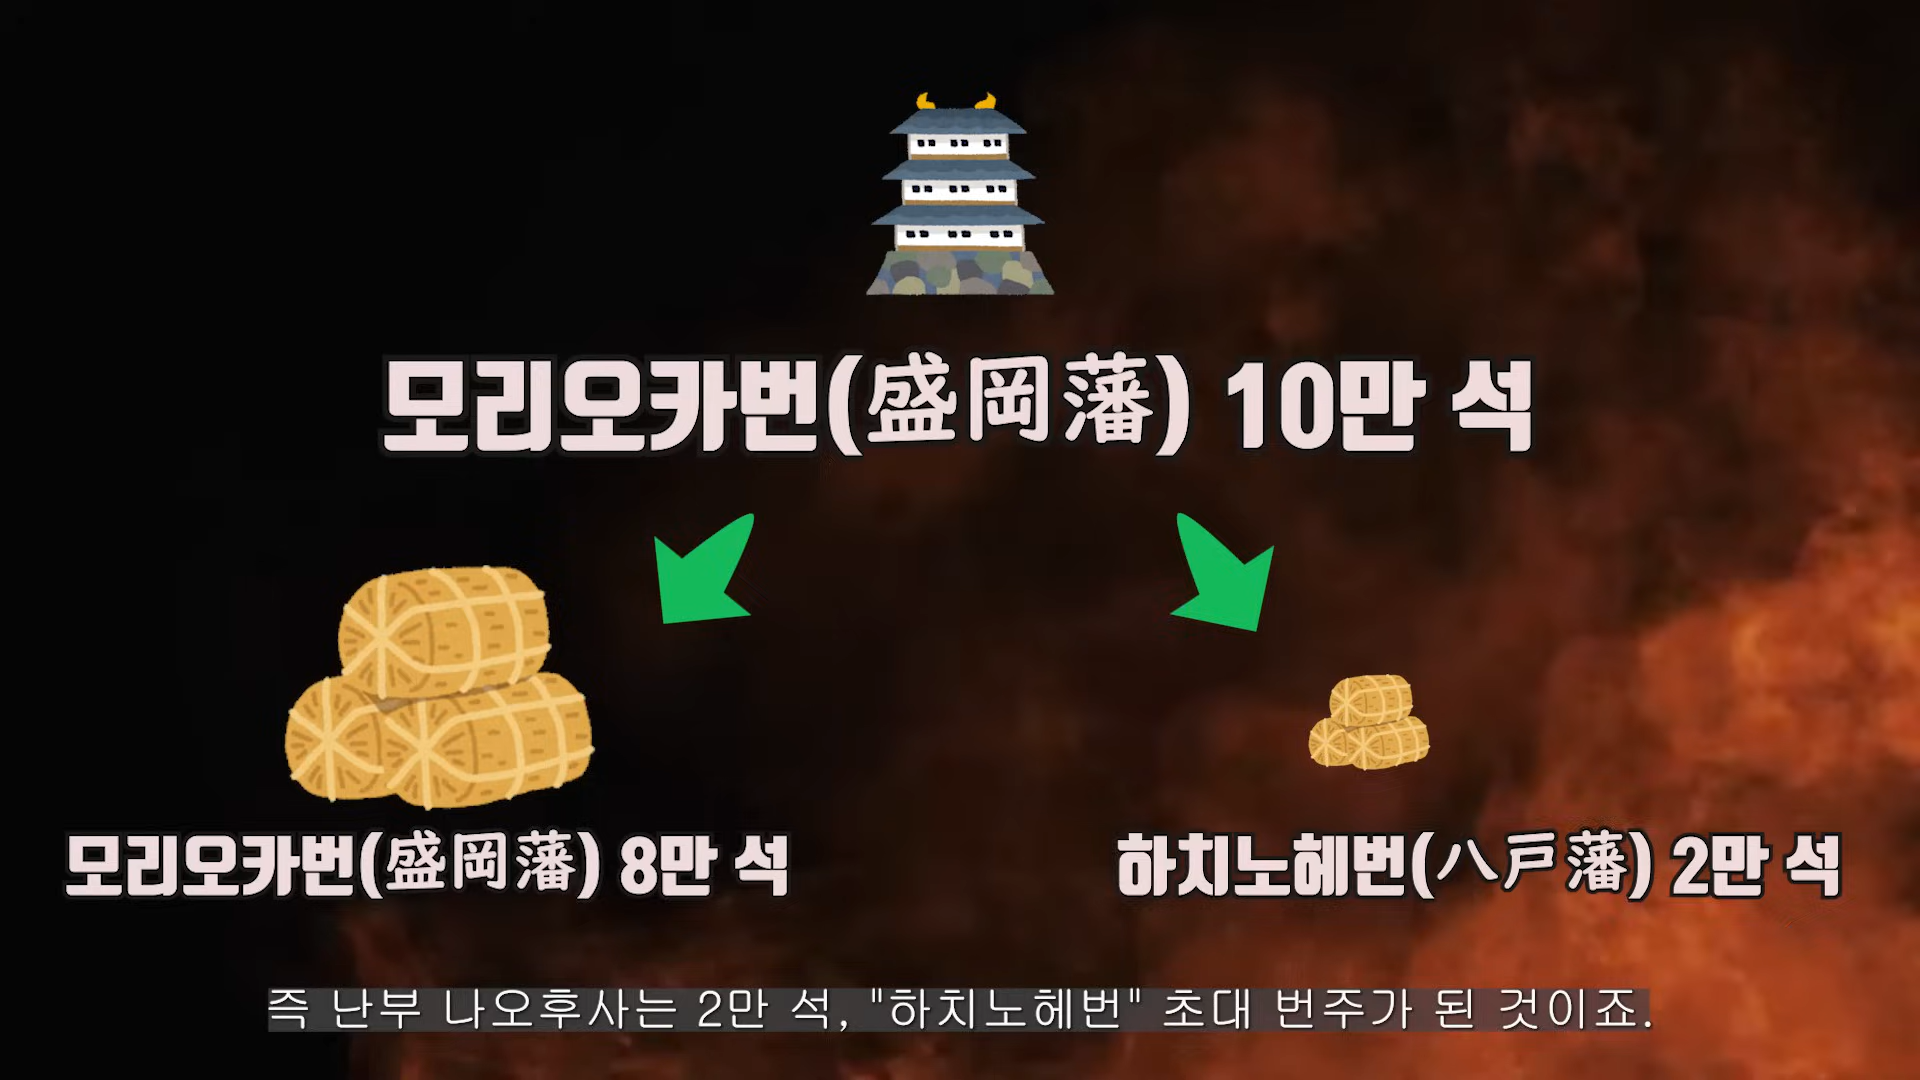 모리오카번(盛岡藩) 10만 석
모리오카번(盛岡藩) 8만 석
하치노헤번(八戸藩) 2만 석
즉 난부 나오후사는 2만 석, "하치노헤번" 초대 번주가 된 것이죠.